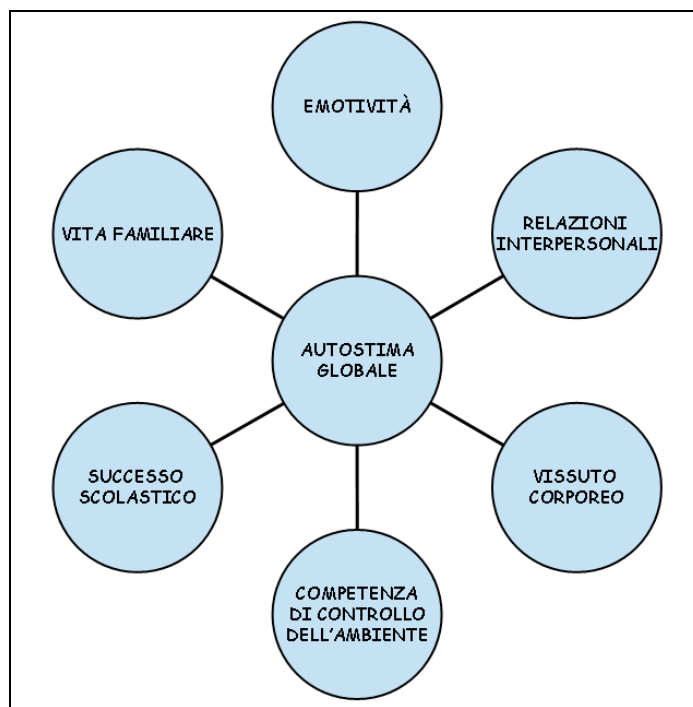 EMOTIVITÀ
VITA FAMILIARE
RELAZIONI
INTERPERSONALI
AUTOSTIMA
GLOBALE
SUCCESSO
SCOLASTICO
VISSUTO
CORPOREO
COMPETENZA
DI CONTROLLO
DELL'AMBIENTE